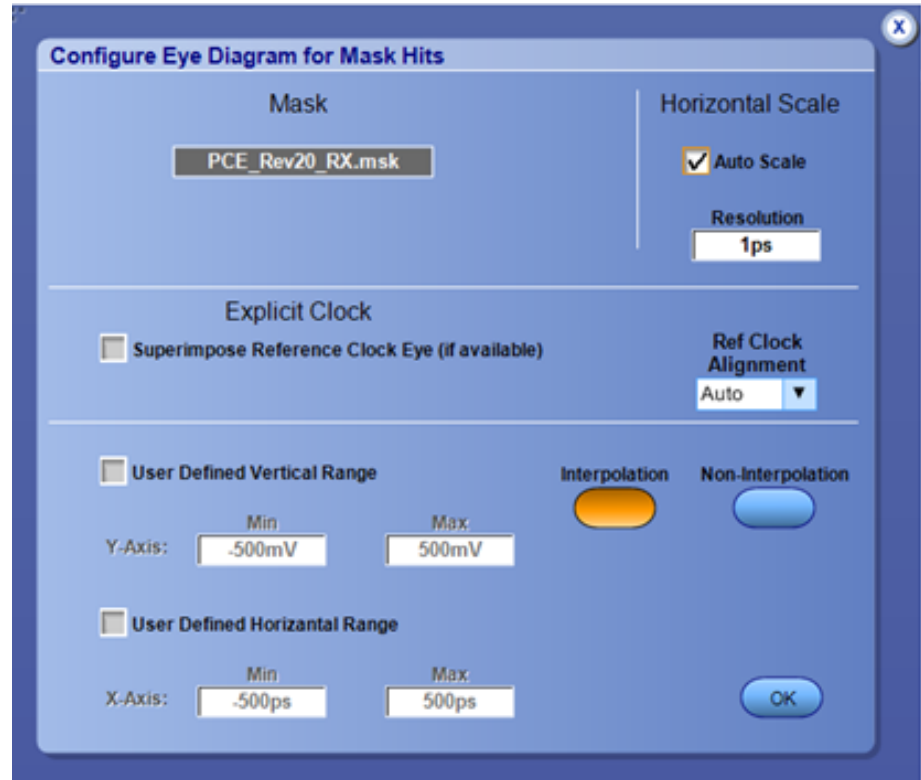 X
Configure Eye Diagram for Mask Hits
Mask
Horizontal Scale
PCE_Rev20_RX.msk
Auto Scale
Resolution
1ps
Explicit Clock
Superimpose Reference Clock Eye (if available)
Ref Clock
Alignment
Auto
User Defined Vertical Range
Interpolation
Non-Interpolation
Min
Max
Y-Axis:
-500mV
500mV
User Defined Horizantal Range
Min
Max
X-Axis:
-500ps
500ps
OK